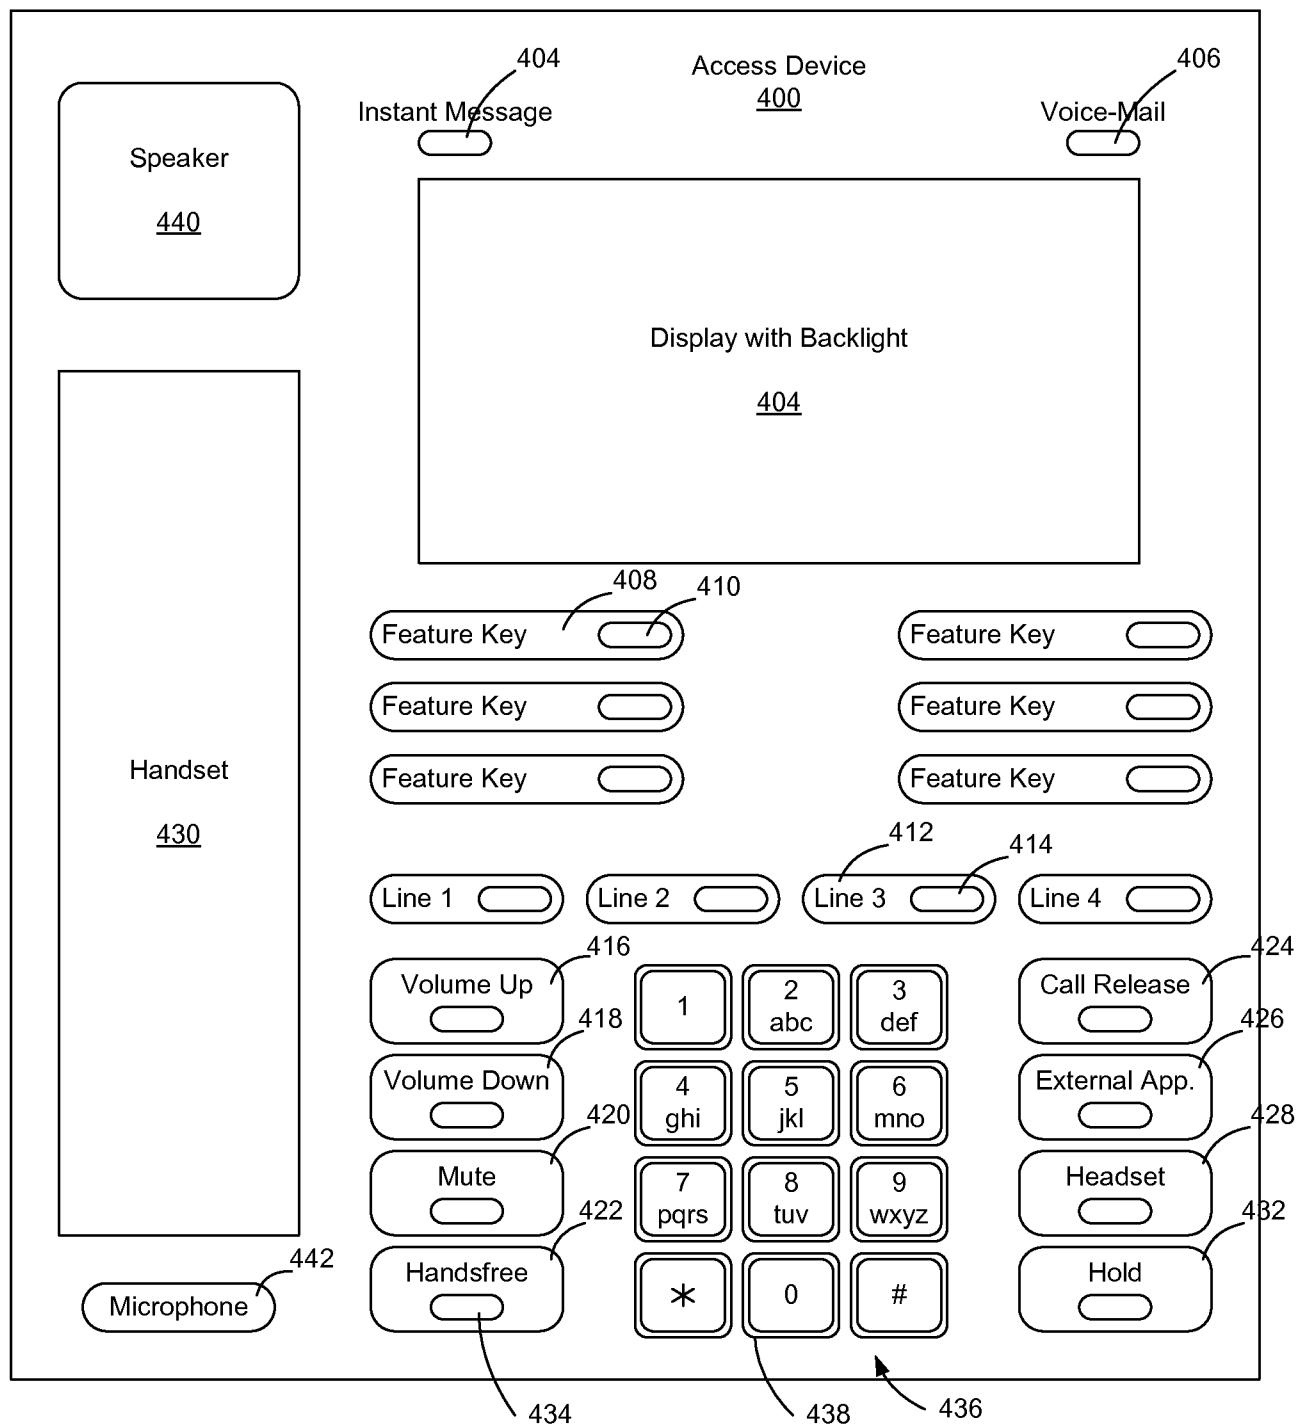 404
Access Device
400
406
Instant Message
Voice-Mail
Speaker
440
Display with Backlight
404
408
410
Feature Key
Feature Key
Feature Key
Feature Key
Feature Key
Feature Key
Handset
430
412
414
Line 1
Line 2
Line 3
Line 4
416
424
Volume Up
1
2
abc
3
def
Call Release
418
426
Volume Down
4
ghi
5
jkl
6
mno
External App.
420
428
Mute
7
pqrs
8
tuv
9
wxyz
Headset
422
432
Handsfree
*
0
#
Hold
442
Microphone
434
438
436